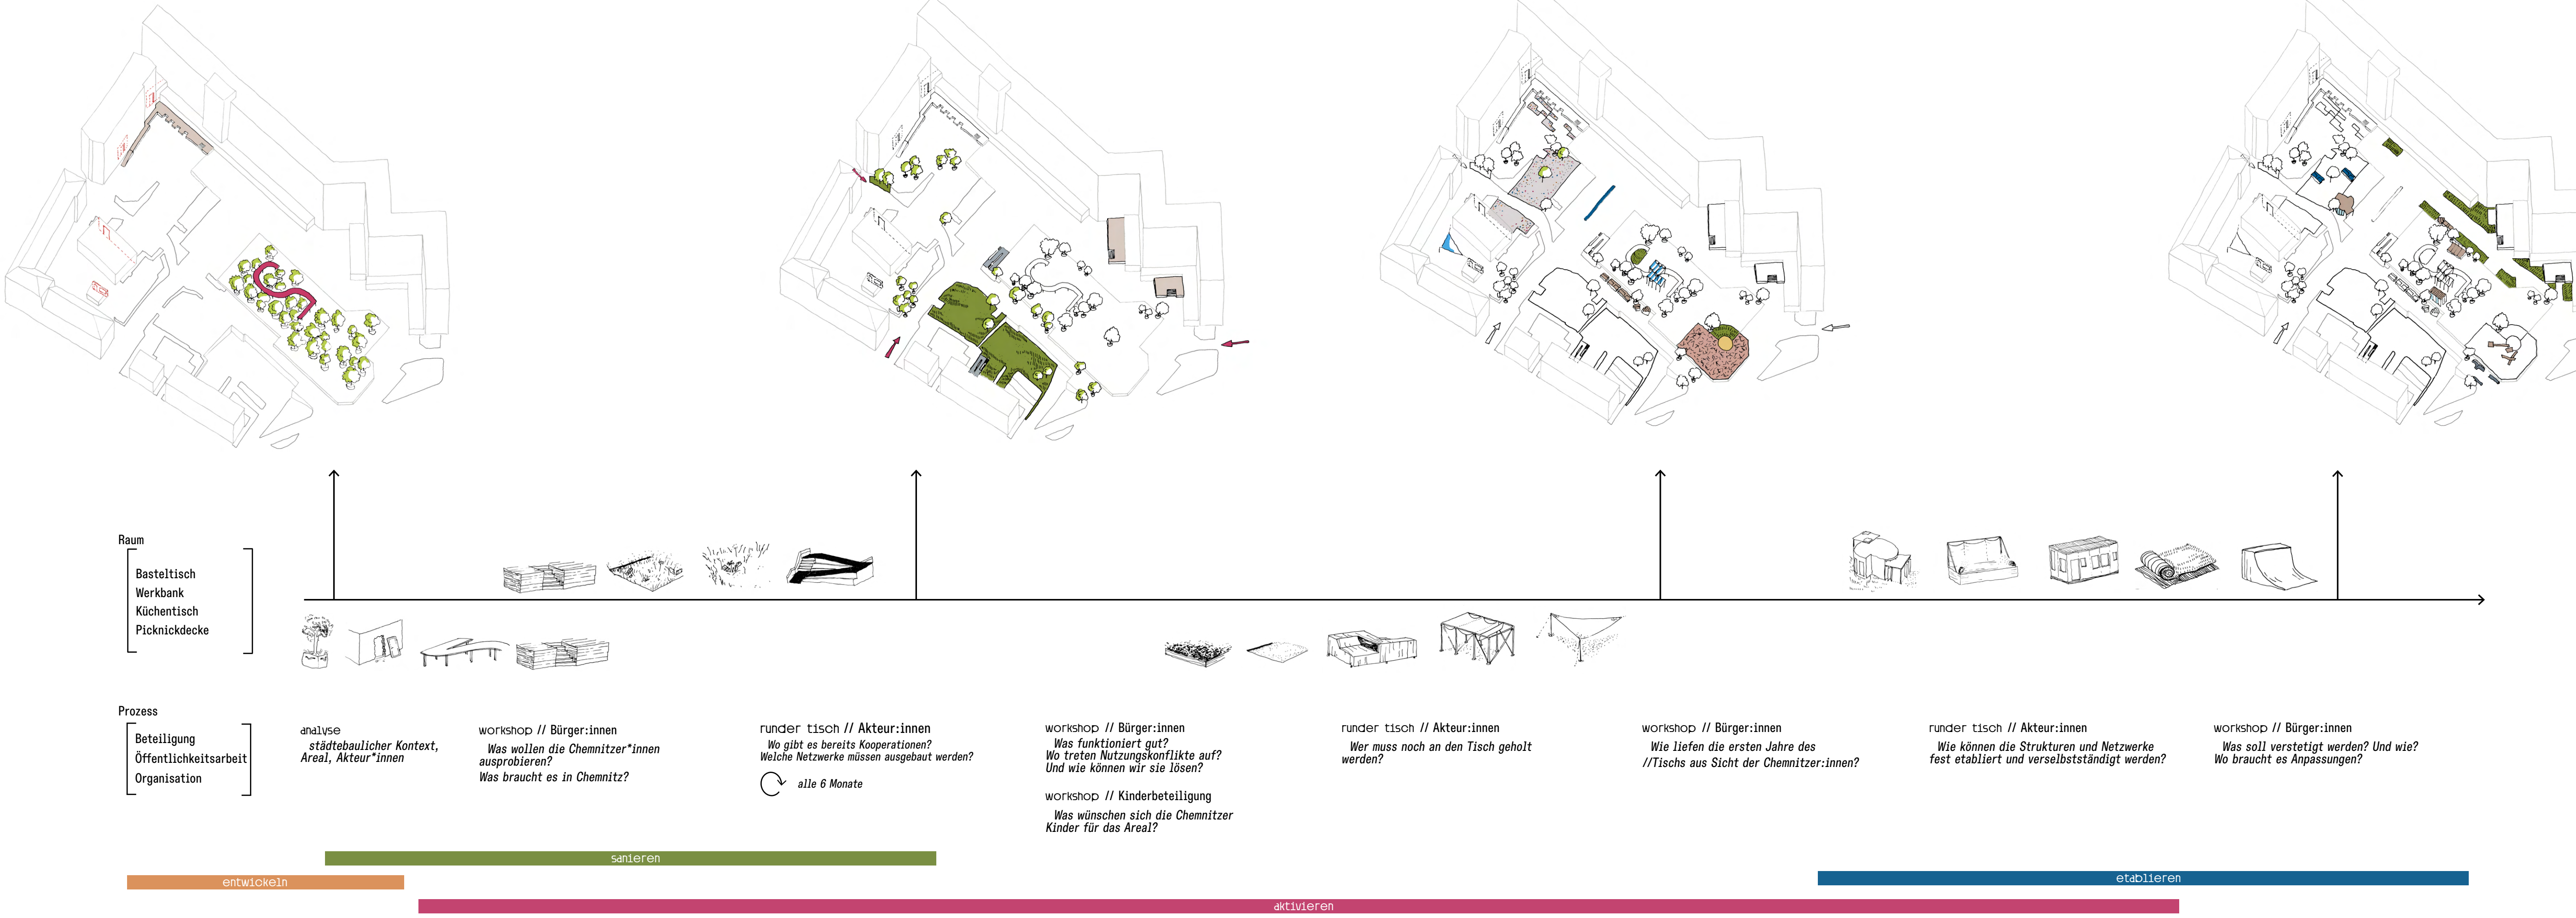 Raum
Basteltisch
Werkbank
Küchentisch
Picknickdecke
Prozess
Beteiligung
Öffentlichkeitsarbeit
Organisation
analyse
städtebaulicher Kontext,
Areal, Akteur*innen
workshop // Bürger:innen
Was wollen die Chemnitzer*innen
ausprobieren?
Was braucht es in Chemnitz?
runder tisch // Akteur:innen
Wo gibt es bereits Kooperationen?
Welche Netzwerke müssen ausgebaut werden?
alle 6 Monate
workshop // Bürger:innen
Was funktioniert gut?
Wo treten Nutzungskonflikte auf?
Und wie können wir sie lösen?
workshop // Kinderbeteiligung
Was wünschen sich die Chemnitzer
Kinder für das Areal?
runder tisch // Akteur:innen
Wer muss noch an den Tisch geholt
werden?
workshop // Bürger:innen
Wie liefen die ersten Jahre des
//Tischs aus Sicht der Chemnitzer:innen?
runder tisch // Akteur:innen
Wie können die Strukturen und Netzwerke
fest etabliert und verselbstständigt werden?
workshop // Bürger:innen
Was soll verstetigt werden? Und wie?
Wo braucht es Anpassungen?
sanieren
entwickeln
etablieren
aktivieren